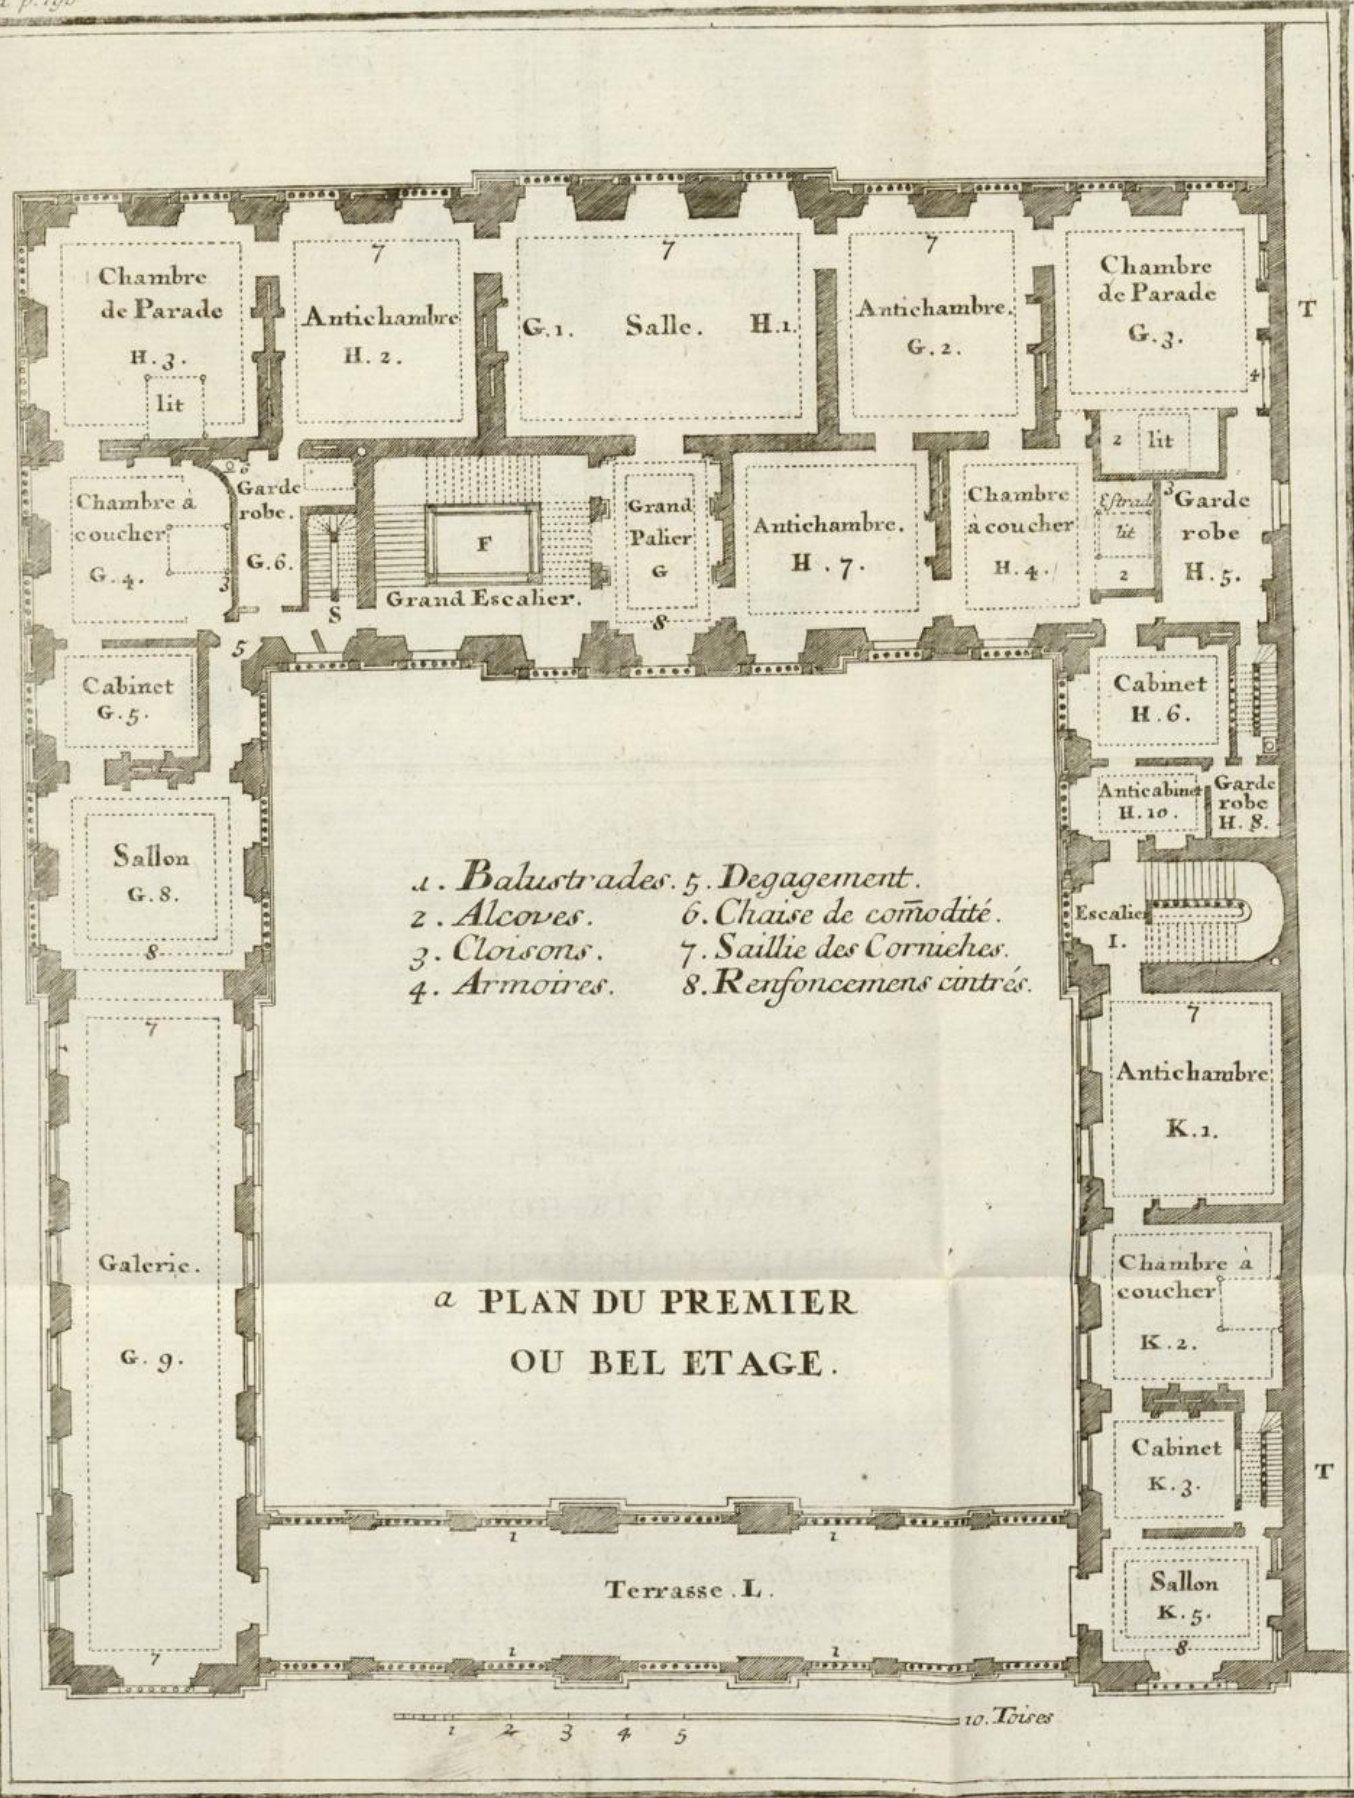 p. 190
Chambre
de Parade
H. 3.
lit
7
Antichambre
H. 2.
7
G. 1. Salle. H. 1.
7
Antichambre.
G. 2.
Chambre
de Parade
G. 3.
4
T
2 lit
Chambre à
coucher
G. 4.
3
6
Garde
robe.
G. 6.
S
5
F
Grand Escalier.
Grand
Palier
G
8
Antichambre.
H. 7.
Chambre
à coucher
H. 4.
Estrade
lit
2
3
Garde
robe
H. 5.
Cabinet
G. 5.
Cabinet
H. 6.
Anticabinet
H. 10.
Garde
robe
H. 8.
Sallon
G. 8.
8
Escalier
I.
1. Balustrades. 5. Degagement.
2. Alcoves. 6. Chaise de com̄odité.
3. Cloisons. 7. Saillie des Corniches.
4. Armoires. 8. Renfoncemens cintrés.
7
Galerie.
G. 9.
7
7
Antichambre
K. 1.
Chambre à
coucher
K. 2.
Cabinet
K. 3.
T
Sallon
K. 5.
8
a PLAN DU PREMIER
OU BEL ETAGE.
1 1
Terrasse. L.
1 1
1 2 3 4 5 10. Toises